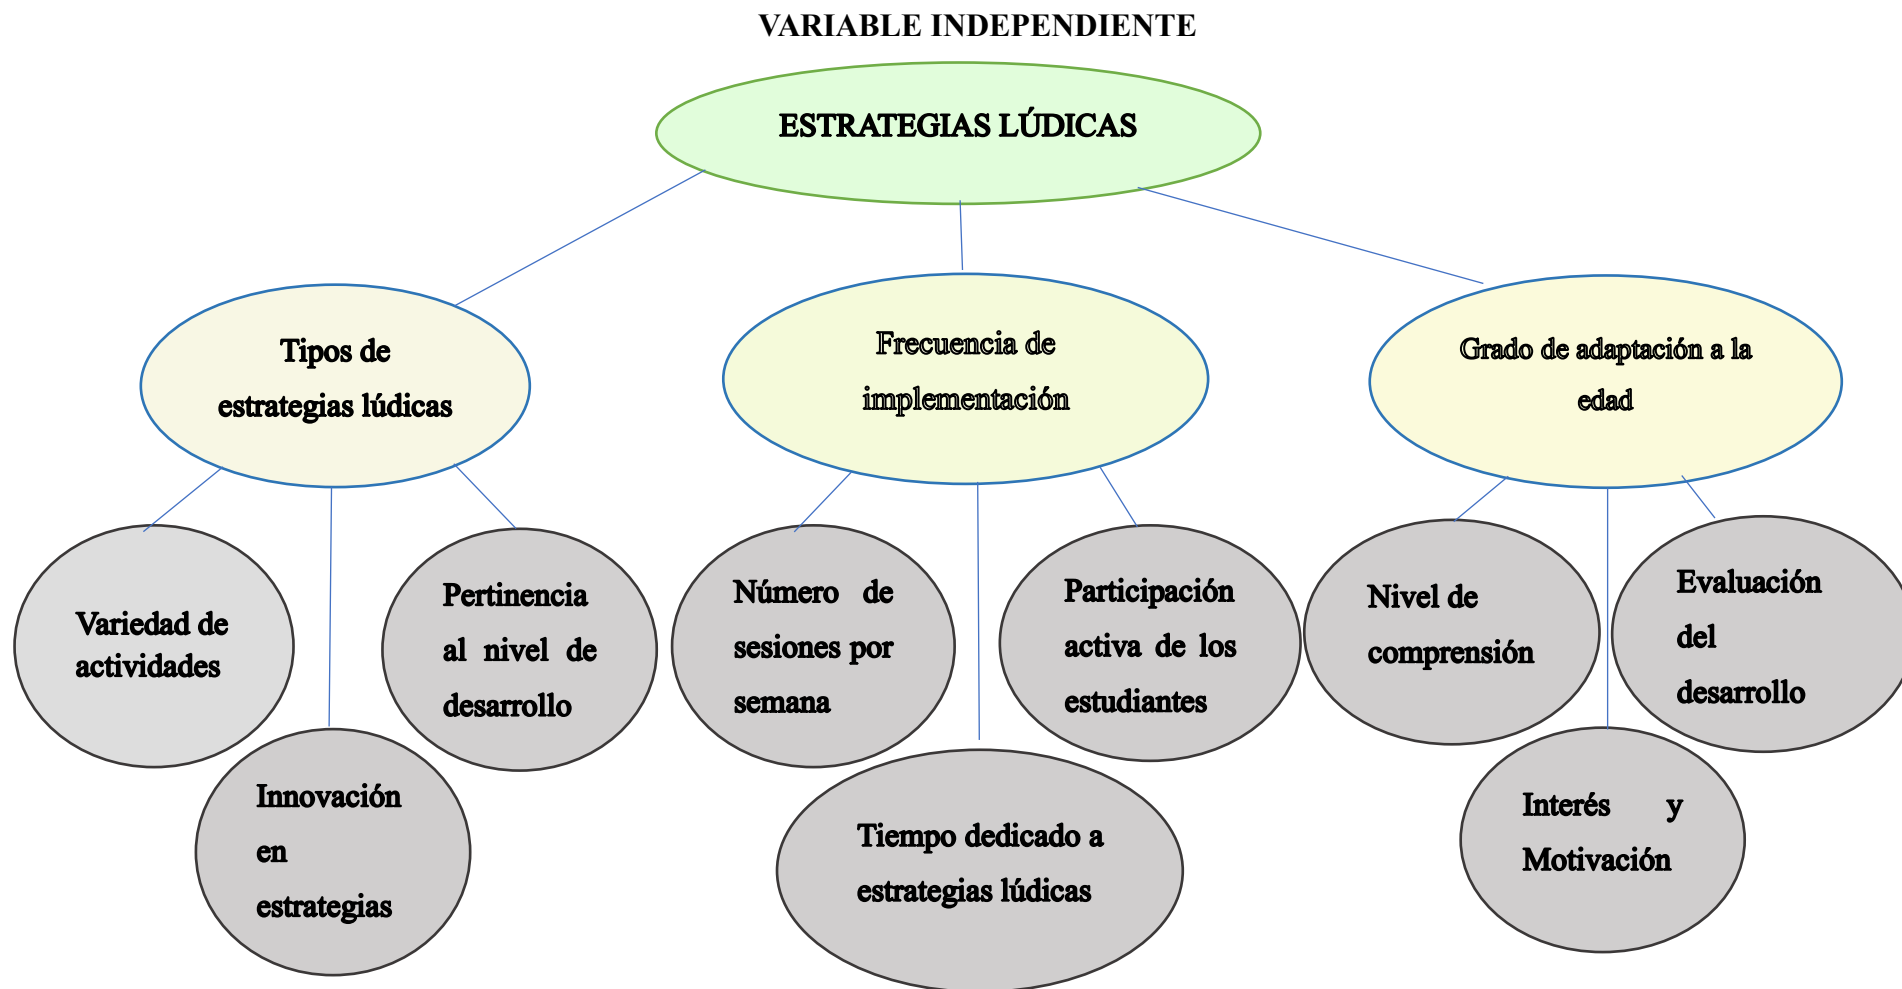 VARIABLE INDEPENDIENTE
ESTRATEGIAS LÚDICAS
Tipos de
estrategias lúdicas
Frecuencia de
implementación
Grado de adaptación a la
edad
Variedad de
actividades
Innovación
en
estrategias
Pertinencia
al nivel de
desarrollo
Número de
sesiones por
semana
Tiempo dedicado a
estrategias lúdicas
Participación
activa de los
estudiantes
Nivel de
comprensión
Interés y
Motivación
Evaluación
del
desarrollo